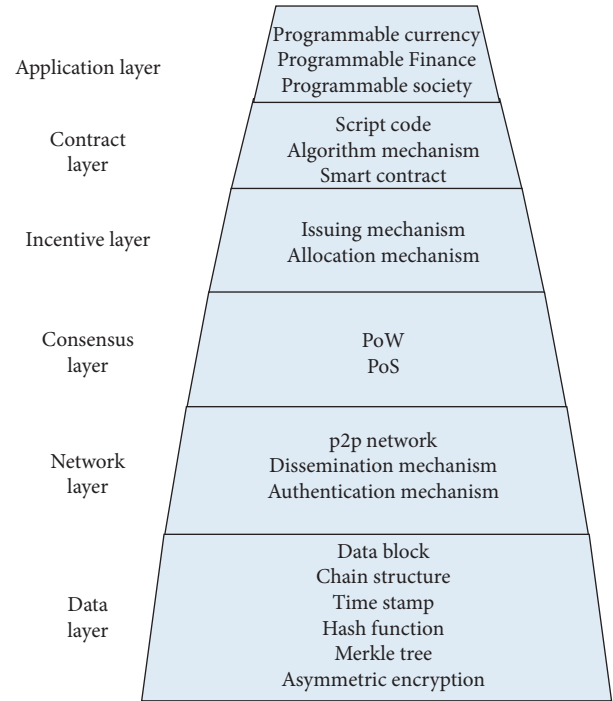 Application layer
Programmable currency
Programmable Finance
Programmable society
Contract
layer
Script code
Algorithm mechanism
Smart contract
Incentive layer
Issuing mechanism
Allocation mechanism
Consensus
layer
PoW
PoS
Network
layer
p2p network
Dissemination mechanism
Authentication mechanism
Data
layer
Data block
Chain structure
Time stamp
Hash function
Merkle tree
Asymmetric encryption